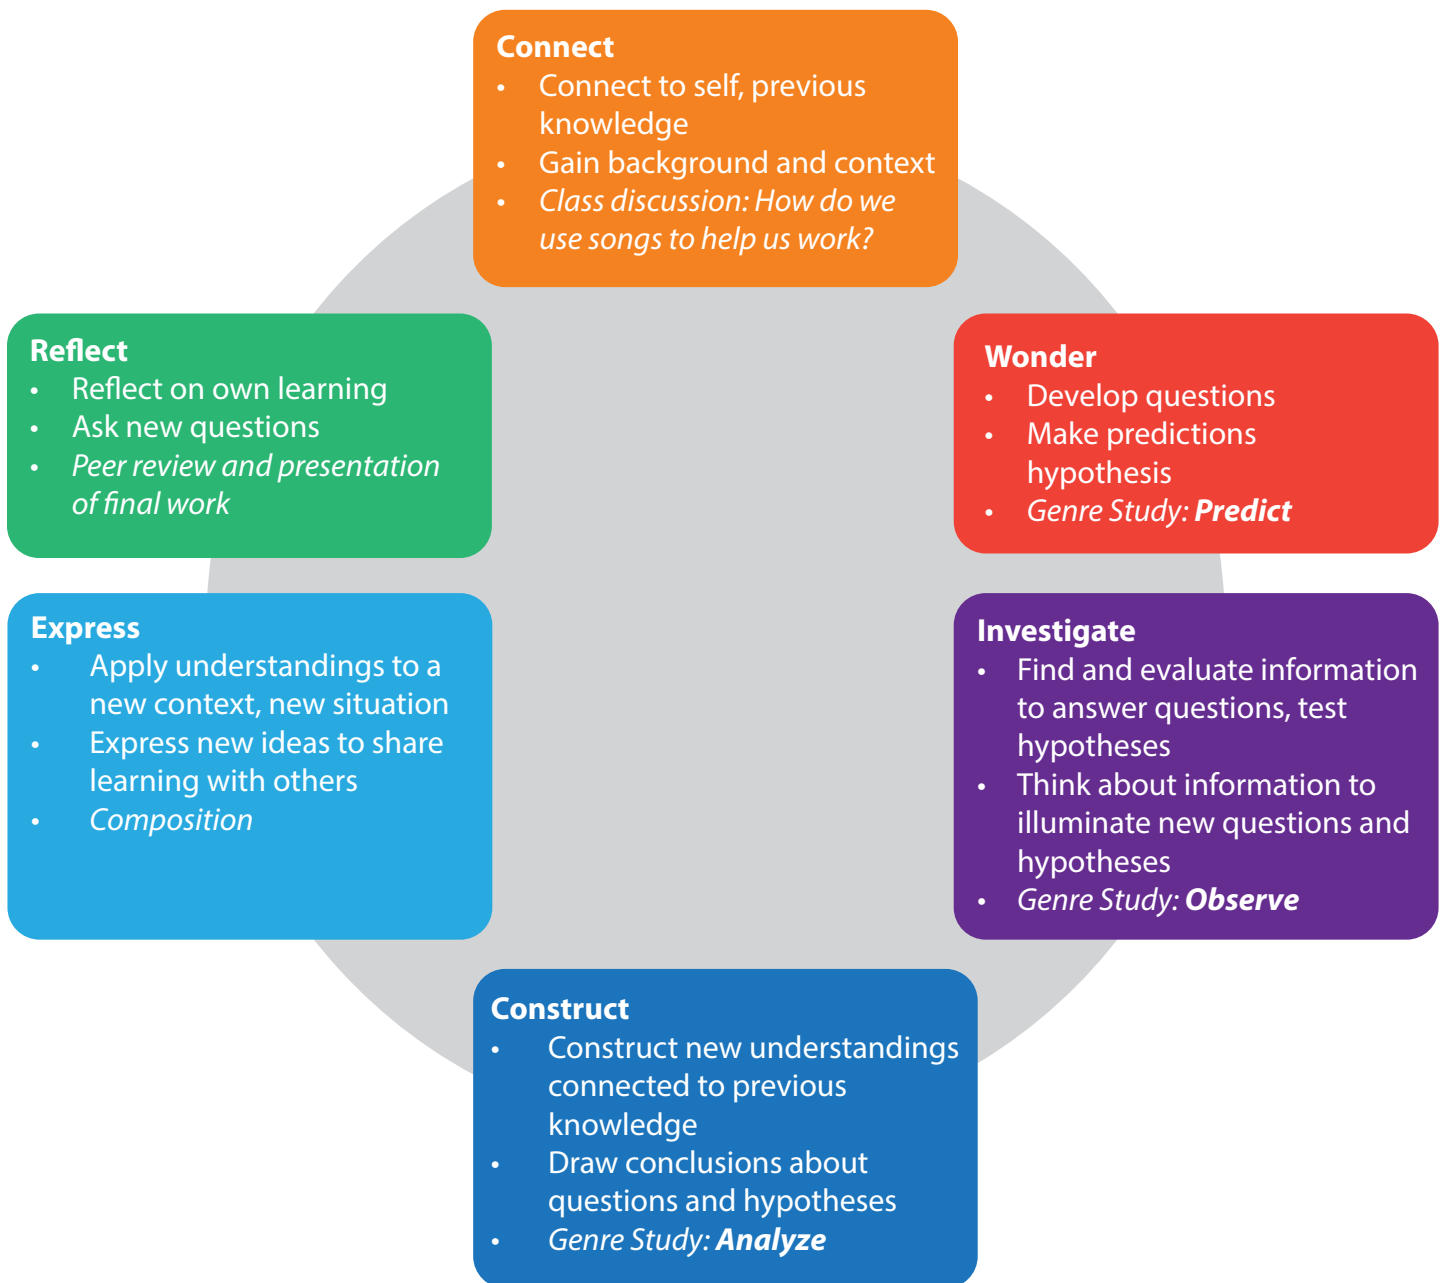 Connect
• Connect to self, previous
knowledge
• Gain background and context
• Class discussion: How do we
use songs to help us work?
Wonder
• Develop questions
• Make predictions
hypothesis
• Genre Study: Predict
Investigate
• Find and evaluate information
to answer questions, test
hypotheses
• Think about information to
illuminate new questions and
hypotheses
• Genre Study: Observe
Construct
• Construct new understandings
connected to previous
knowledge
• Draw conclusions about
questions and hypotheses
• Genre Study: Analyze
Express
• Apply understandings to a
new context, new situation
• Express new ideas to share
learning with others
• Composition
Reflect
• Reflect on own learning
• Ask new questions
• Peer review and presentation
of final work